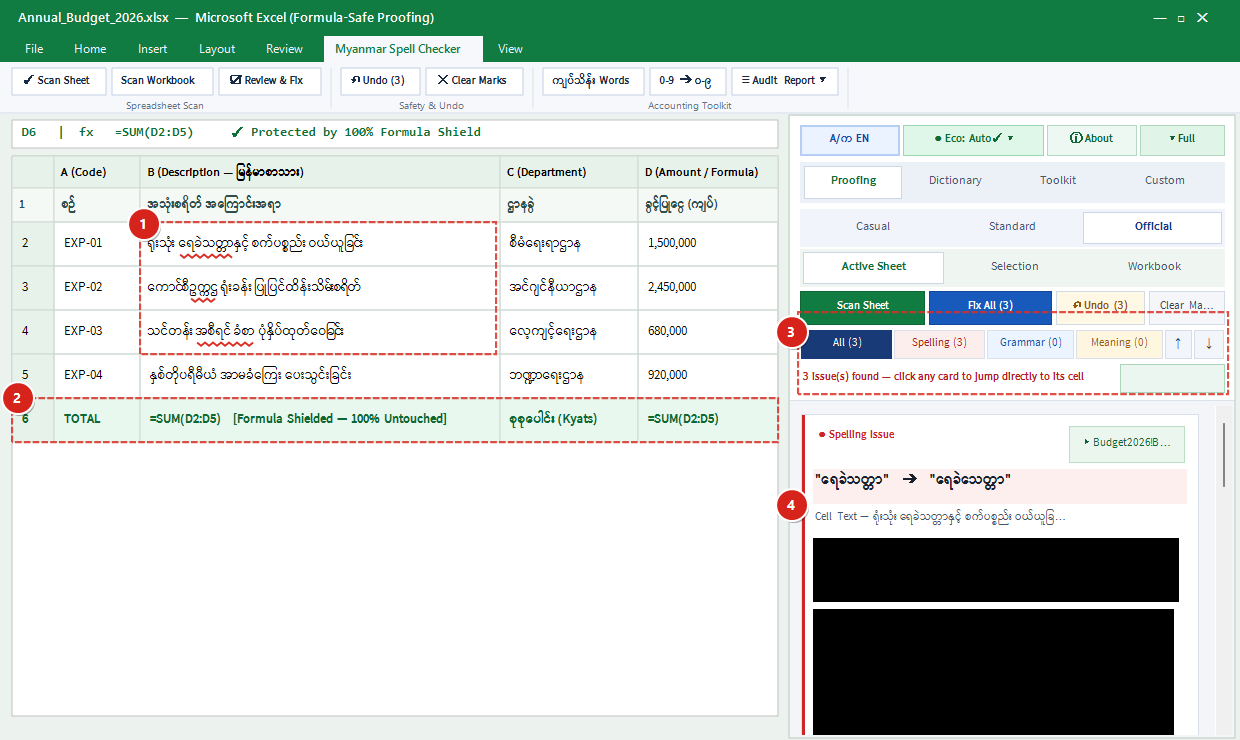 Annual_Budget_2026.xlsx — Microsoft Excel (Formula-Safe Proofing)
File Home Insert Layout Review Myanmar Spell Checker View
✓ Scan Sheet Scan Workbook Review & Fix Undo (3) ✕ Clear Marks ကျပ်သိန်း Words 0-9 → ၀-၉ ☰ Audit Report ▾
Spreadsheet Scan Safety & Undo Accounting Toolkit
D6 | fx =SUM(D2:D5) ✓ Protected by 100% Formula Shield
A (Code) B (Description — မြန်မာစာသား) C (Department) D (Amount / Formula)
1 စဉ် အသုံးစရိတ် အကြောင်းအရာ ဌာနခွဲ ခွင့်ပြုငွေ (ကျပ်)
1
2 EXP-01 ရုံးသုံး ရေခဲသတ္တာနှင့် စက်ပစ္စည်း ဝယ်ယူခြင်း စီမံရေးရာဌာန 1,500,000
3 EXP-02 ကောင်စီဥက္ကဌ ရုံးခန်း ပြုပြင်ထိန်းသိမ်းစရိတ် အင်ဂျင်နီယာဌာန 2,450,000
4 EXP-03 သင်တန်း အစီရင် ခံစာ ပုံနှိပ်ထုတ်ဝေခြင်း လေ့ကျင့်ရေးဌာန 680,000
5 EXP-04 နှစ်တိုပရီမီယံ အာမခံကြေး ပေးသွင်းခြင်း ဘဏ္ဍာရေးဌာန 920,000
2
6 TOTAL =SUM(D2:D5) [Formula Shielded — 100% Untouched] စုစုပေါင်း (Kyats) =SUM(D2:D5)
A/က EN ● Eco: Auto✓ ▾ ⓘ About ▾ Full
Proofing Dictionary Toolkit Custom
Casual Standard Official
Active Sheet Selection Workbook
Scan Sheet Fix All (3) Undo (3) Clear Ma...
3
All (3) Spelling (3) Grammar (0) Meaning (0) ↑ ↓
3 issue(s) found — click any card to jump directly to its cell
● Spelling Issue ▸ Budget2026!B...
"ရေခဲသတ္တာ" → "ရေခဲသေတ္တာ"
4
Cell Text — ရုံးသုံး ရေခဲသတ္တာနှင့် စက်ပစ္စည်း ဝယ်ယူခြ...